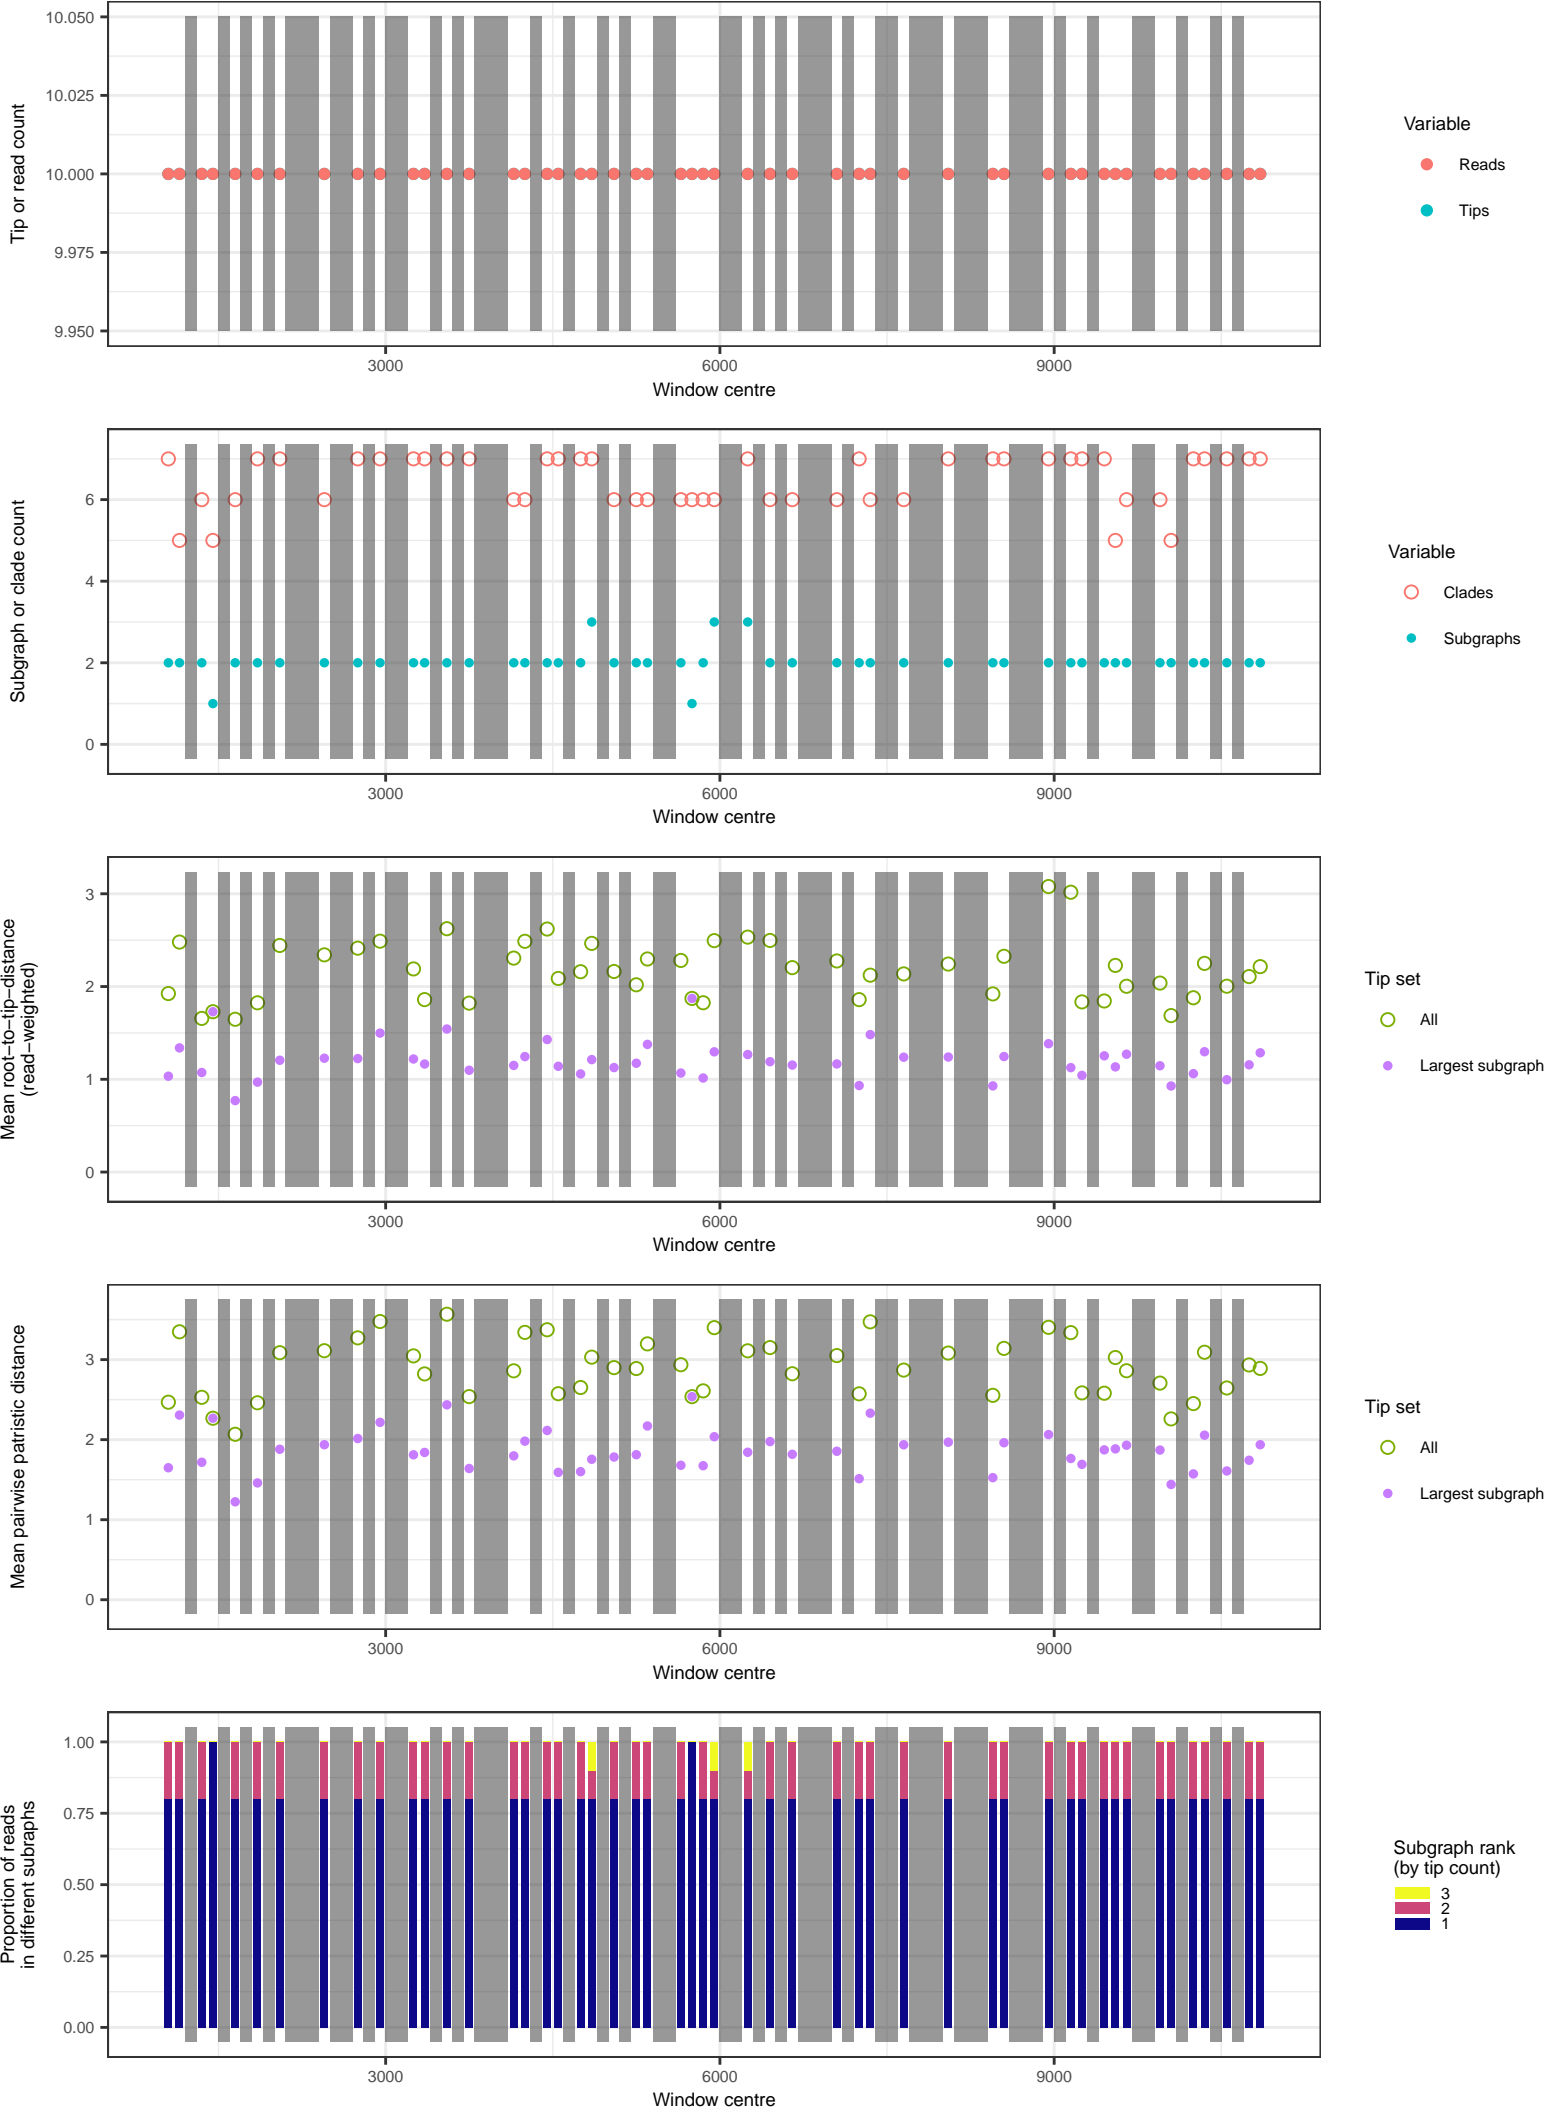 10.050
10.025
10.000
9.975
9.950
Tip or read count
3000
6000
9000
Window centre
Variable
Reads
Tips
6
4
2
0
Subgraph or clade count
3000
6000
9000
Window centre
Variable
Clades
Subgraphs
3
2
1
0
Mean root−to−tip−distance
(read−weighted)
3000
6000
9000
Window centre
Tip set
All
Largest subgraph
3
2
1
0
Mean pairwise patristic distance
3000
6000
9000
Window centre
Tip set
All
Largest subgraph
1.00
0.75
0.50
0.25
0.00
Proportion of reads
in different subraphs
3000
6000
9000
Window centre
Subgraph rank
(by tip count)
3
2
1